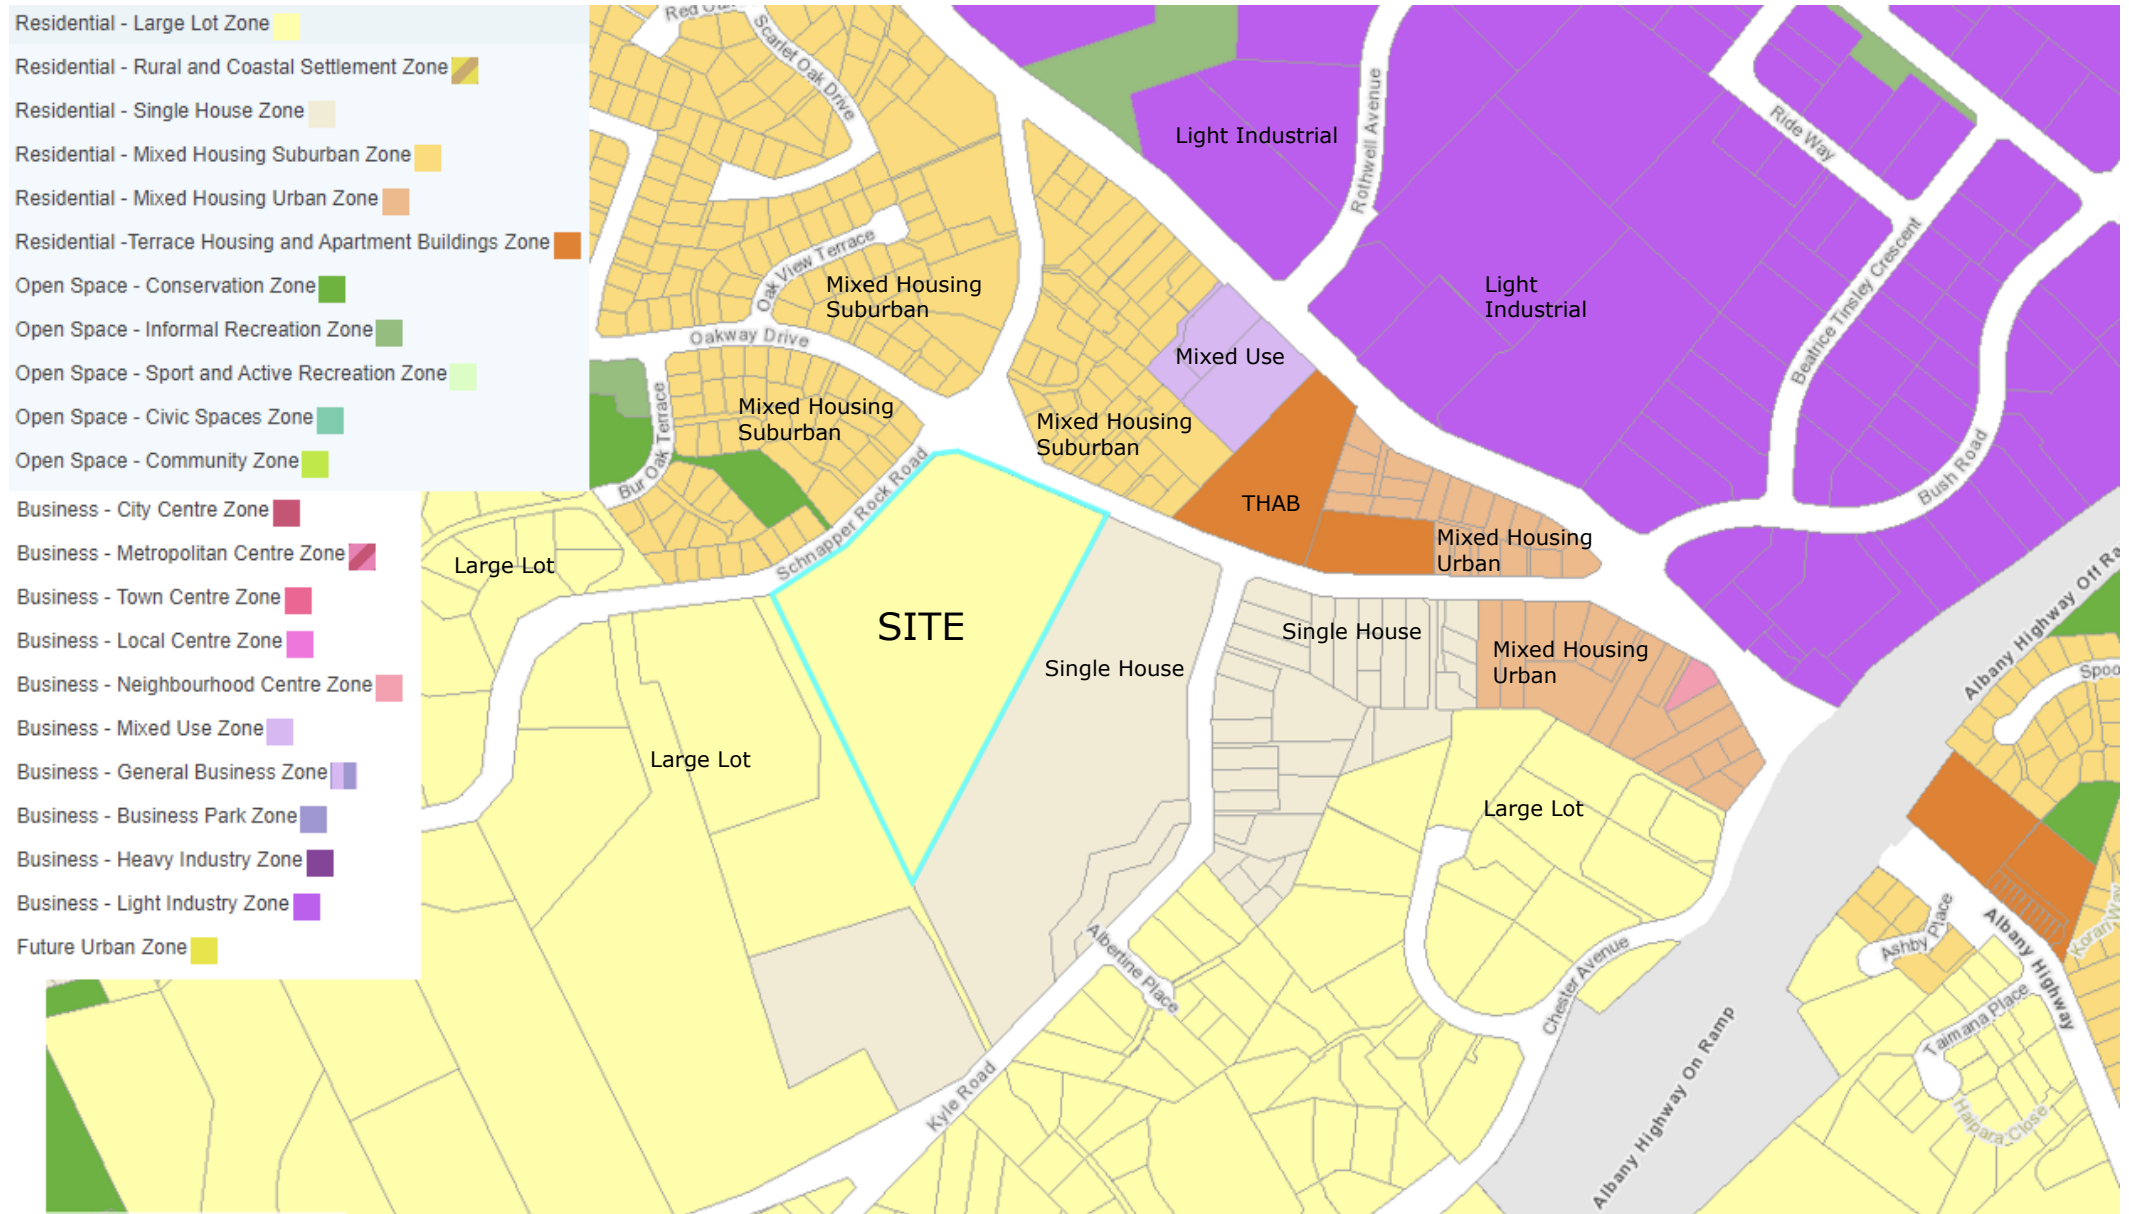 Residential - Large Lot Zone
Residential - Rural and Coastal Settlement Zone
Residential - Single House Zone
Residential - Mixed Housing Suburban Zone
Residential - Mixed Housing Urban Zone
Residential -Terrace Housing and Apartment Buildings Zone
Open Space - Conservation Zone
Open Space - Informal Recreation Zone
Open Space - Sport and Active Recreation Zone
Open Space - Civic Spaces Zone
Open Space - Community Zone
Business - City Centre Zone
Business - Metropolitan Centre Zone
Business - Town Centre Zone
Business - Local Centre Zone
Business - Neighbourhood Centre Zone
Business - Mixed Use Zone
Business - General Business Zone
Business - Business Park Zone
Business - Heavy Industry Zone
Business - Light Industry Zone
Future Urban Zone
Red
Scarlet Oak Drive
Rothwell Avenue
Ride Way
Light Industrial
Oak View Terrace
Mixed Housing
Suburban
Light
Industrial
Beatrice Tinsley Crescent
Oakway Drive
Mixed Use
Bur Oak Terrace
Mixed Housing
Suburban
Mixed Housing
Suburban
Schnapper Rock Road
Bush Road
THAB
Mixed Housing
Urban
Large Lot
SITE
Single House
Single House
Mixed Housing
Urban
Albany Highway Off Ra
Spoo
Large Lot
Large Lot
Albertine Place
Chester Avenue
Ashby Place
Albany Highway
Koran Way
Taimana Place
Haipara Close
Kyle Road
Albany Highway On Ramp